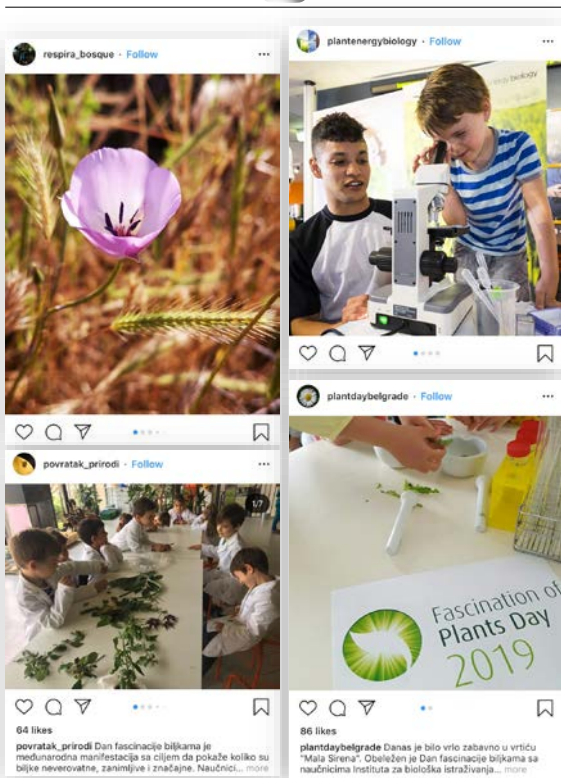 respira_bosque · Follow
povratak_prirodi · Follow
1/7
64 likes
povratak_prirodi Dan fascinacije biljkama je
međunarodna manifestacija sa ciljem da pokaže koliko su
biljke neverovatne, zanimljive i značajne. Naučnici... more
plantenergybiology · Follow
biology
plantdaybelgrade · Follow
Fascination of
Plants Day
2019
86 likes
plantdaybelgrade Danas je bilo vrlo zabavno u vrtiću
"Mala Sirena". Obeležen je Dan fascinacije biljkama sa
naučnicima Instituta za biološka istraživanja... more